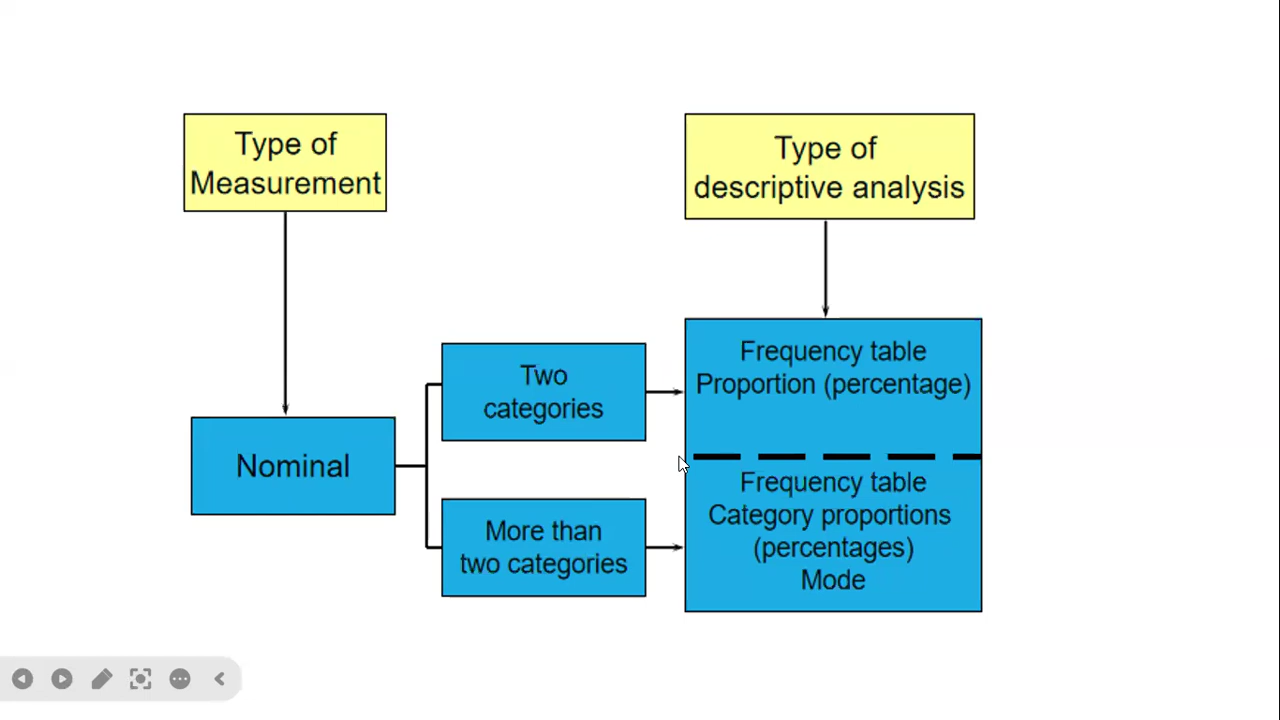 Type of
Measurement
Type of
descriptive analysis
Nominal
Two
categories
More than
two categories
Frequency table
Proportion (percentage)
Frequency table
Category proportions
(percentages)
Mode